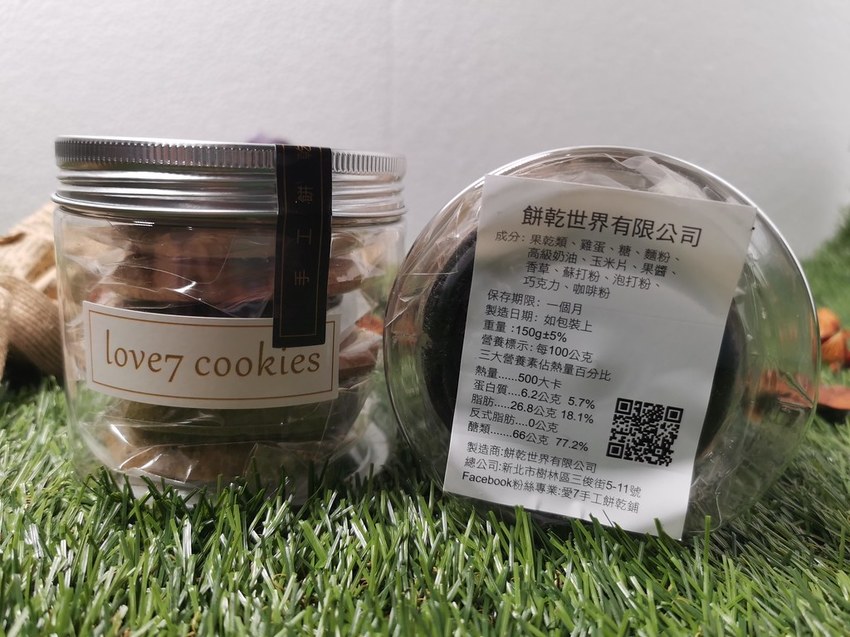 手工餅乾
love7 cookies
餅乾世界有限公司
成分: 果乾類、雞蛋、糖、麵粉、
高級奶油、玉米片、果醬、
香草、蘇打粉、泡打粉、
巧克力、咖啡粉
保存期限: 一個月
製造日期: 如包裝上
重量:150g±5%
營養標示: 每100公克
三大營養素佔熱量百分比
熱量......500大卡
蛋白質....6.2公克 5.7%
脂肪.....26.8公克 18.1%
反式脂肪....0公克
醣類.......66公克 77.2%
製造商:餅乾世界有限公司
總公司:新北市樹林區三俊街5-11號
Facebook粉絲專業:愛7手工餅乾鋪